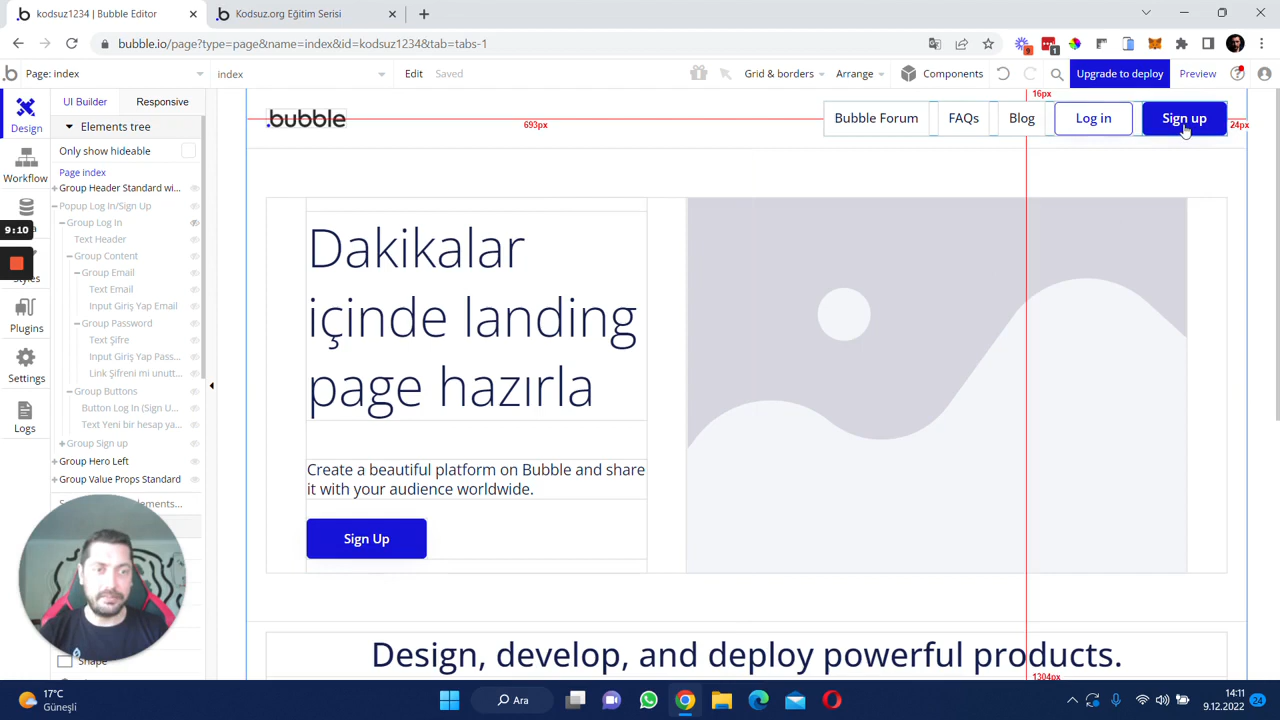 kodsuz1234 | Bubble Editor
Kodsuz.org Eğitim Serisi
bubble.io/page?type=page&name=index&id=kodsuz1234&tab=tabs-1
9
1
Page: index
index
Edit
Saved
Grid & borders
Arrange
Components
Upgrade to deploy
Preview
Design
Workflow
9:10
Styles
Plugins
Settings
Logs
UI Builder
Responsive
Elements tree
Only show hideable
Page index
Group Header Standard wi...
Popup Log In/Sign Up
Group Log In
Text Header
Group Content
Group Email
Text Email
Input Giriş Yap Email
Group Password
Text Şifre
Input Giriş Yap Pass...
Link Şifreni mi unutt...
Group Buttons
Button Log In (Sign U...
Text Yeni bir hesap ya...
Group Sign up
Group Hero Left
Group Value Props Standard
Shape
16px
693px
24px
.bubble
Bubble Forum
FAQs
Blog
Log in
Sign up
Dakikalar
içinde landing
page hazırla
Create a beautiful platform on Bubble and share
it with your audience worldwide.
Sign Up
Design, develop, and deploy powerful products.
1304px
17°C
Güneşli
Ara
14:11
9.12.2022
24